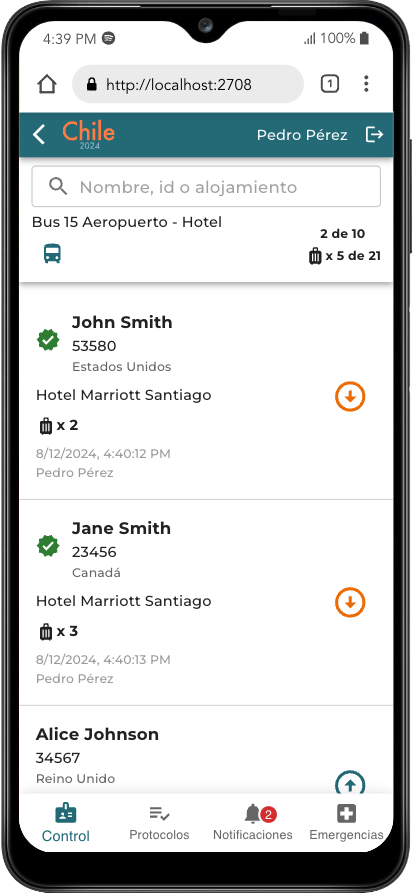 4:39 PM 100%
http://localhost:2708 1
Chile 2024 Pedro Pérez
Nombre, id o alojamiento
Bus 15 Aeropuerto - Hotel
2 de 10
x 5 de 21
John Smith
53580
Estados Unidos
Hotel Marriott Santiago
x 2
8/12/2024, 4:40:12 PM
Pedro Pérez
Jane Smith
23456
Canadá
Hotel Marriott Santiago
x 3
8/12/2024, 4:40:13 PM
Pedro Pérez
Alice Johnson
34567
Reino Unido
2
Control Protocolos Notificaciones Emergencias